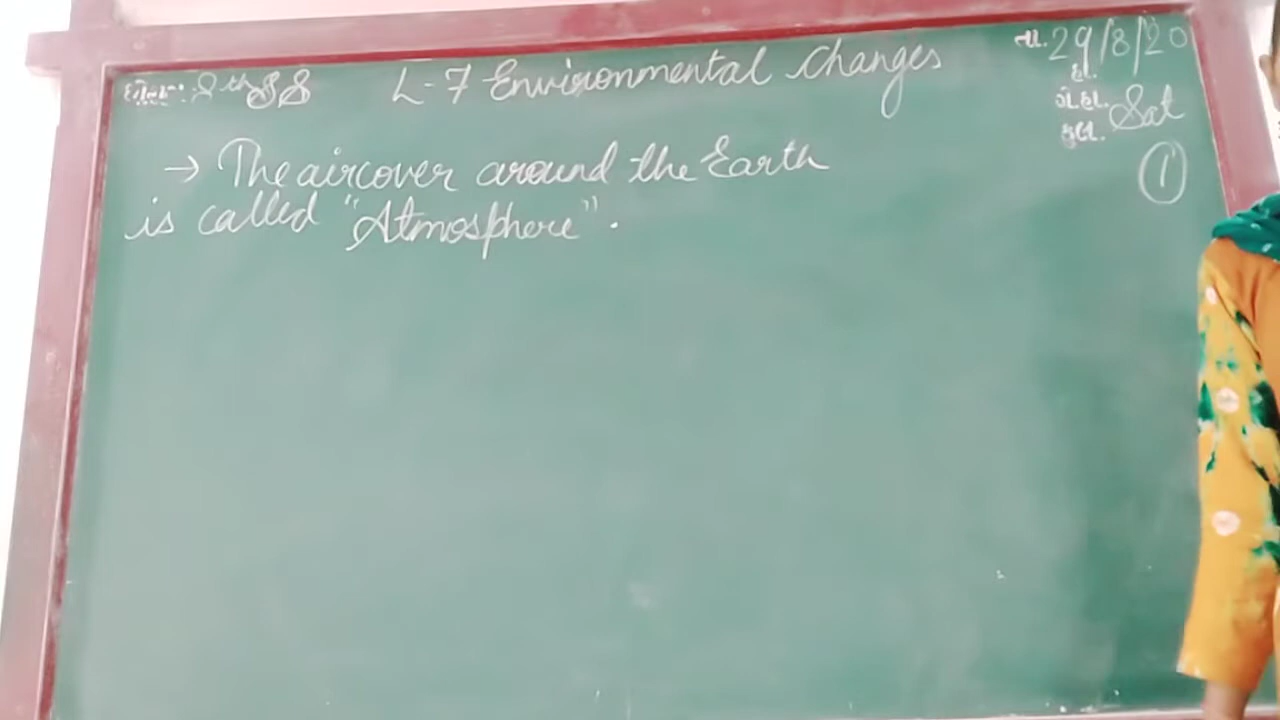 8th SS L-7 Environmental Changes તા. 29/8/20
હા.
ગે.હા. Sat
કુલ.
1
→ The aircover around the Earth
is called "Atmosphere".